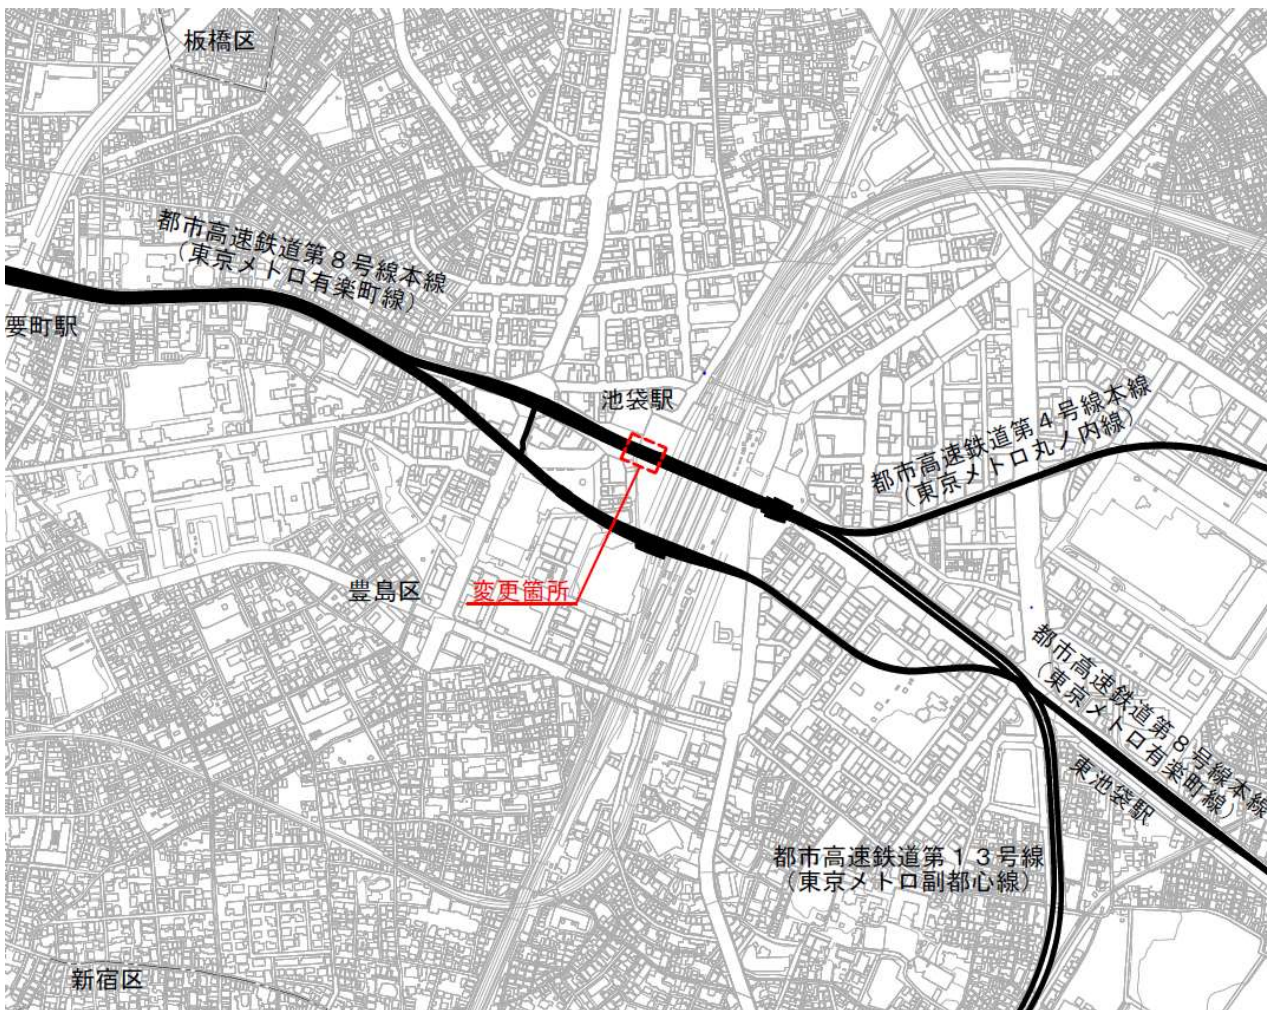 板橋区
都市高速鉄道第８号線本線
（東京メトロ有楽町線）
要町駅
池袋駅
都市高速鉄道第４号線本線
（東京メトロ丸ノ内線）
変更箇所
豊島区
都市高速鉄道第８号線本線
（東京メトロ有楽町線）
東池袋駅
都市高速鉄道第１３号線
（東京メトロ副都心線）
新宿区